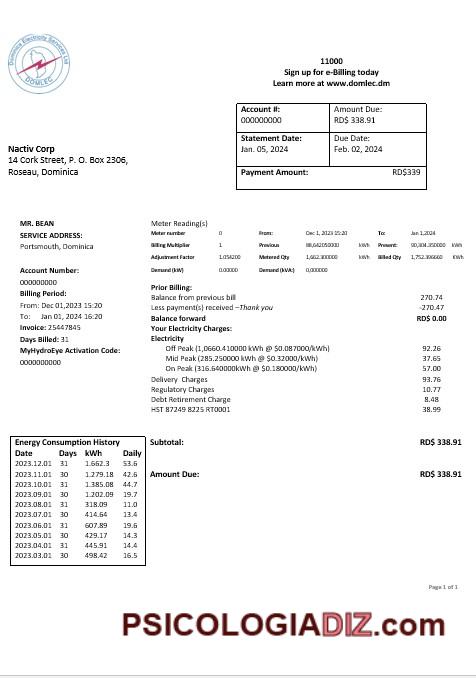 Dominica Electricity Services Ltd
DOMLEC
11000
Sign up for e-Billing today
Learn more at www.domlec.dm
Account #: Amount Due:
000000000 RD$ 338.91
Statement Date: Due Date:
Jan. 05, 2024 Feb. 02, 2024
Payment Amount: RD$339
Nactiv Corp
14 Cork Street, P. O. Box 2306,
Roseau, Dominica
MR. BEAN
SERVICE ADDRESS:
Portsmouth, Dominica
Account Number:
000000000
Billing Period:
From: Dec 01,2023 15:20
To: Jan 01, 2024 16:20
Invoice: 25447845
Days Billed: 31
MyHydroEye Activation Code:
0000000000
Meter Reading(s)
Meter number 0 From: Dec 1,2023 15:20 To: Jan 1,2024
Billing Multiplier 1. Previous 88,642050000 kWh Present: 90,304.350000 kWh
Adjustment Factor 1.054200 Metered Qty 1,662.300000 kWh Billed Qty 1,752.396660 KWh
Demand (kW) 0.00000 Demand (kVA) 0,000000
Prior Billing:
Balance from previous bill 270.74
Less payment(s) received –Thank you -270.47
Balance forward RD$ 0.00
Your Electricity Charges:
Electricity
Off Peak (1,0660.410000 kWh @ $0.087000/kWh) 92.26
Mid Peak (285.250000 kWh @ $0.32000/kWh) 37.65
On Peak (316.640000kWh @ $0.180000/kWh) 57.00
Delivery Charges 93.76
Regulatory Charges 10.77
Debt Retirement Charge 8.48
HST 87249 8225 RT0001 38.99
Energy Consumption History
Date Days kWh Daily
2023.12.01 31 1.662.3 53.6
2023.11.01 30 1.279.18 42.6
2023.10.01 31 1.385.08 44.7
2023.09.01 30 1.202.09 19.7
2023.08.01 31 318.09 11.0
2023.07.01 30 414.64 13.4
2023.06.01 31 607.89 19.6
2023.05.01 30 429.17 14.3
2023.04.01 31 445.91 14.4
2023.03.01 30 498.42 16.5
Subtotal: RD$ 338.91
Amount Due: RD$ 338.91
Page 1 of 1
PSICOLOGIADIZ.com